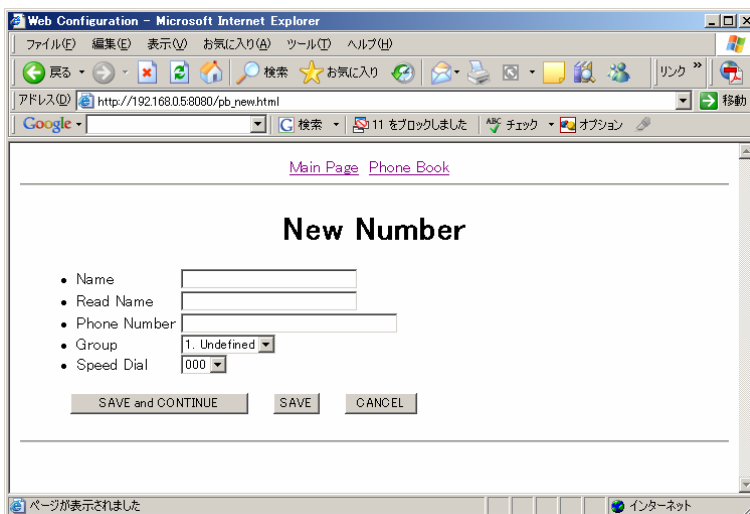 Web Configuration - Microsoft Internet Explorer
ファイル(F) 編集(E) 表示(V) お気に入り(A) ツール(T) ヘルプ(H)
戻る 検索 お気に入り リンク »
アドレス(D) http://192.168.0.5:8080/pb_new.html 移動
Google 検索 11 をブロックしました ABC チェック オプション
Main Page Phone Book
New Number
• Name
• Read Name
• Phone Number
• Group 1. Undefined
• Speed Dial 000
SAVE and CONTINUE SAVE CANCEL
ページが表示されました インターネット